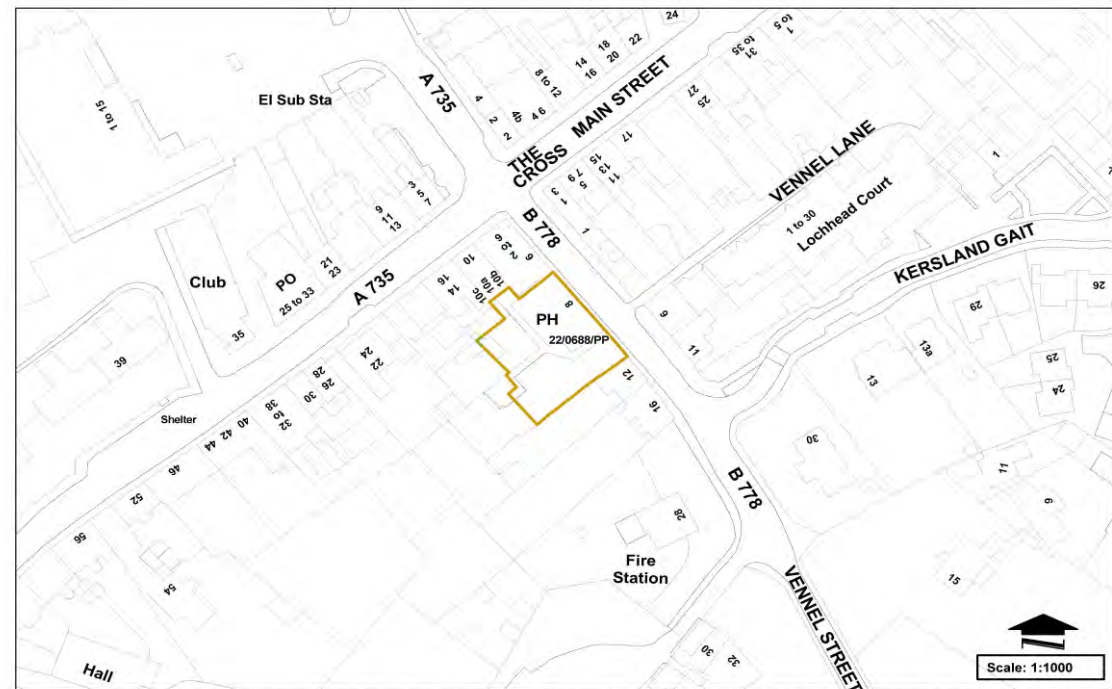 24
18
22
14
20
8 to 12
16
A 735
El Sub Sta
4
4b
4 6
2
2
THE
CROSS
MAIN STREET
1 to 5
31
to 35
27
25
17
15
13
11
7 9
5
3
1
1
1 to 15
3
5
7
9
11
13
VENNEL LANE
1
1 to 30
Lochhead Court
KERSLAND GAIT
B 778
Club
PO
21
23
25 to 33
A 735
35
6
2 to 6
10
10b
10a
10c
16
14
8
PH
22/0688/PP
9
11
12
16
26
29
13a
13
25
24
39
24
22
28
26
30
38
to
32
40
42
44
Shelter
46
52
56
54
Hall
30
11
6
15
B 778
28
Fire
Station
VENNEL STREET
30
32
N
Scale: 1:1000